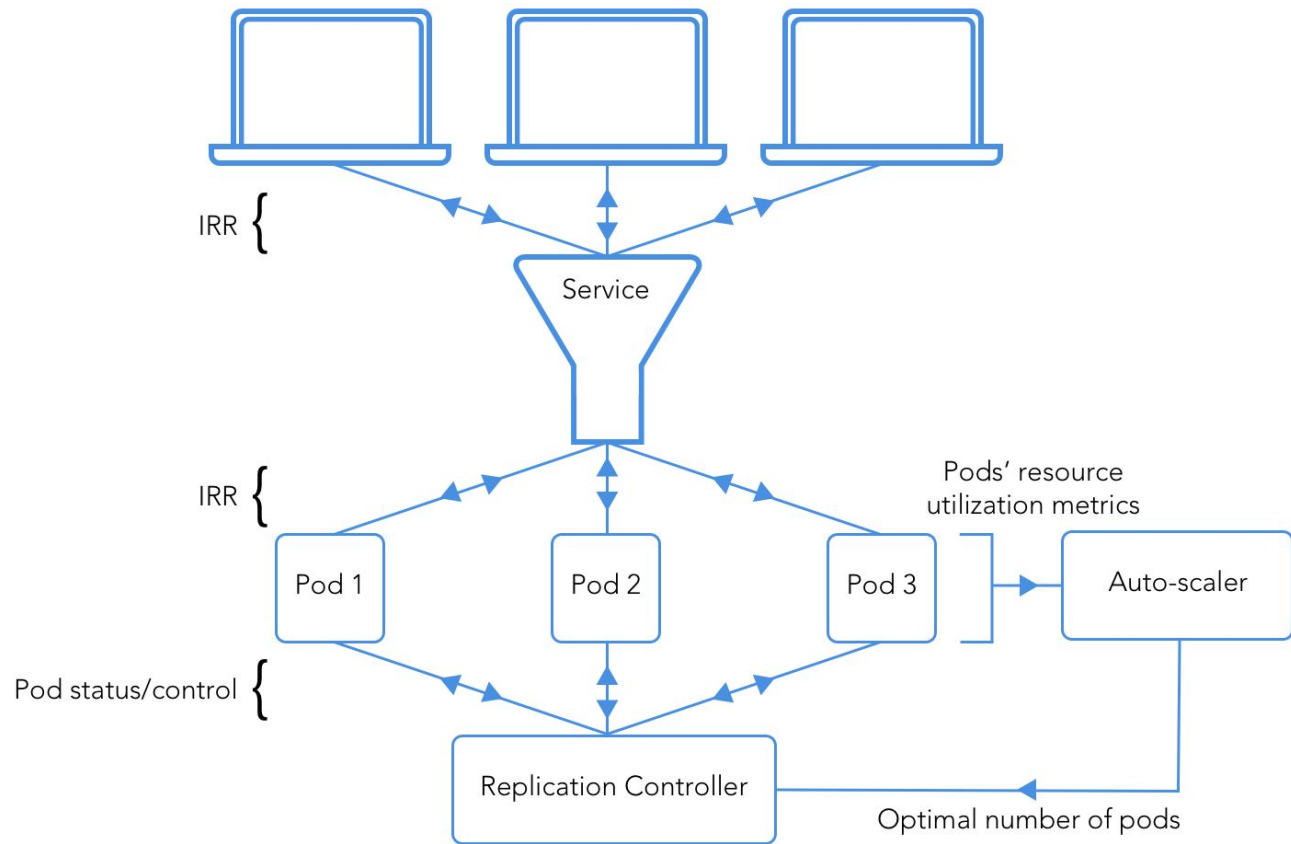 IRR {
Service
IRR {
Pods’ resource
utilization metrics
Pod 1
Pod 2
Pod 3
Auto-scaler
Pod status/control {
Replication Controller
Optimal number of pods